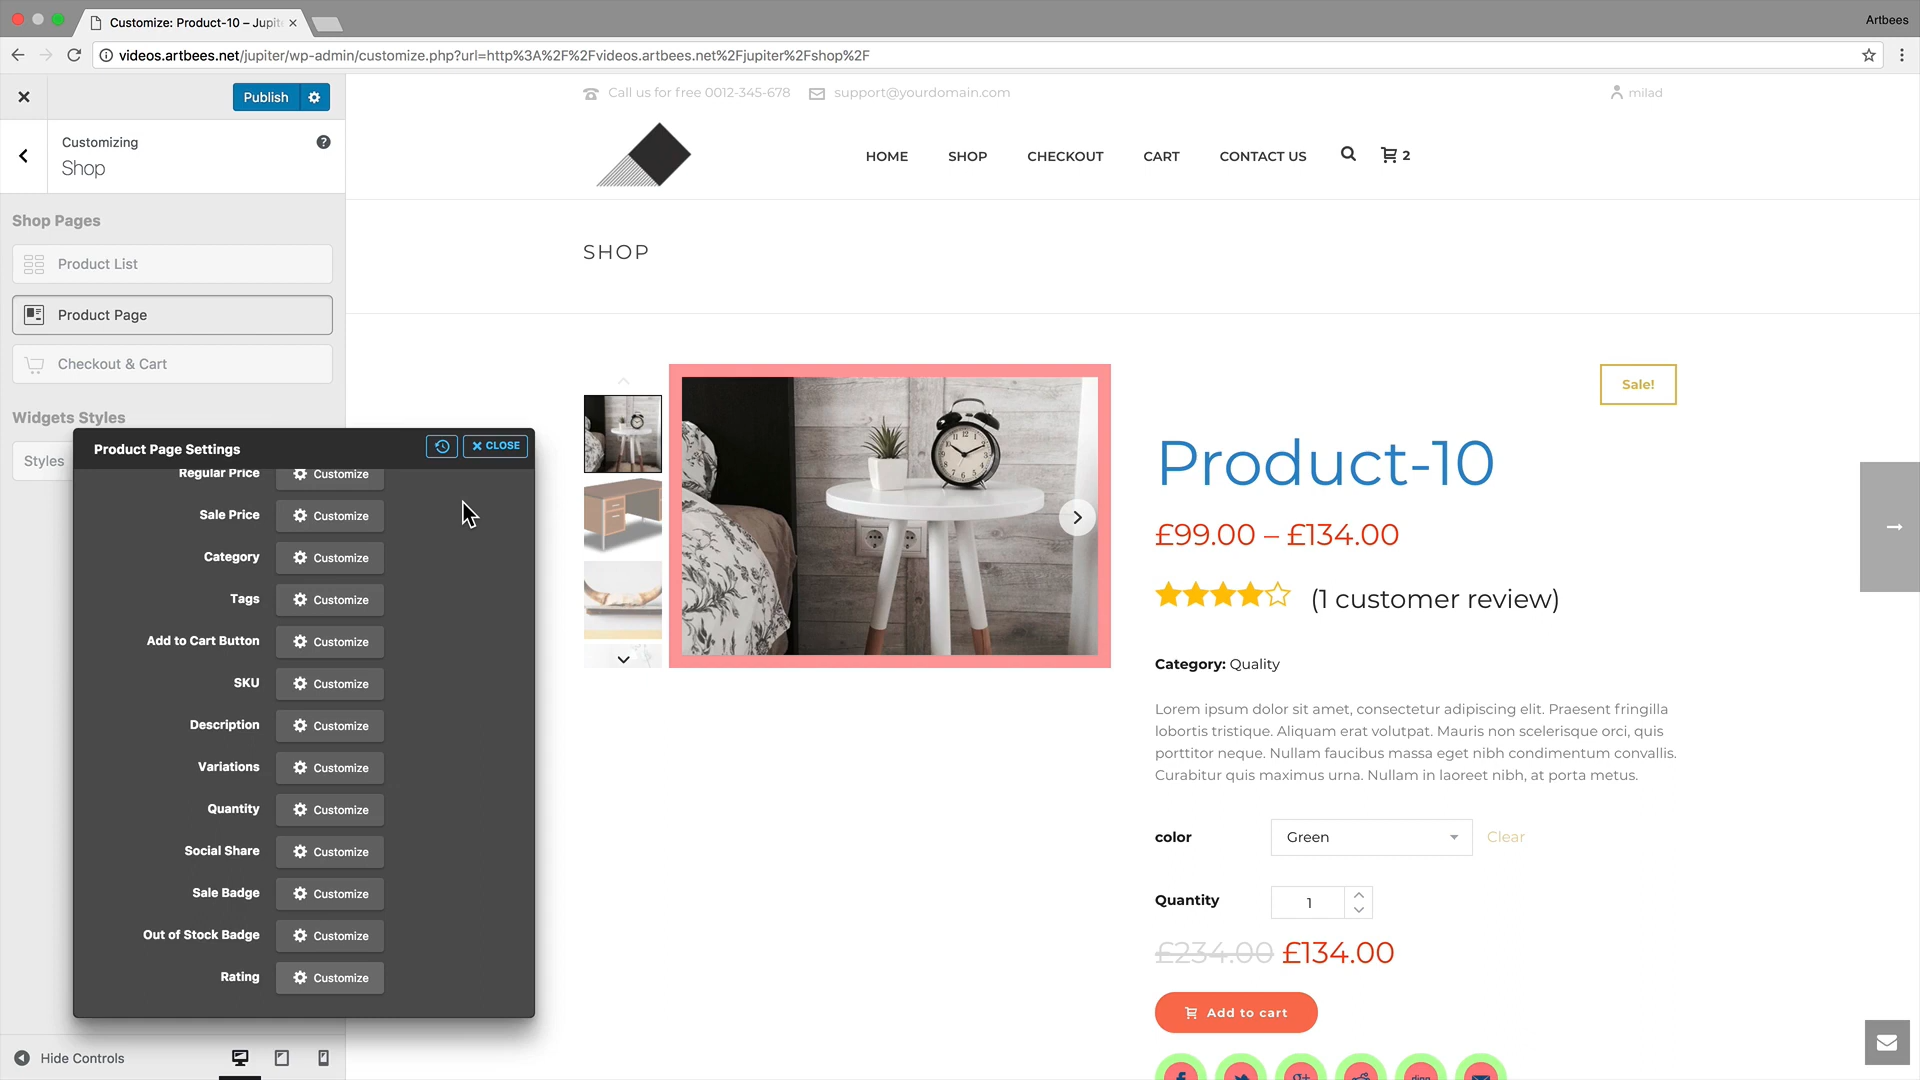 Customize: Product-10 – Jupit
Artbees
videos.artbees.net/jupiter/wp-admin/customize.php?url=http%3A%2F%2Fvideos.artbees.net%2Fjupiter%2Fshop%2F
Publish
Customizing
Shop
Shop Pages
Product List
Product Page
Checkout & Cart
Widgets Styles
Styles
Product Page Settings
CLOSE
Regular Price Customize
Sale Price Customize
Category Customize
Tags Customize
Add to Cart Button Customize
SKU Customize
Description Customize
Variations Customize
Quantity Customize
Social Share Customize
Sale Badge Customize
Out of Stock Badge Customize
Rating Customize
Hide Controls
Call us for free 0012-345-678
support@yourdomain.com
milad
HOME SHOP CHECKOUT CART CONTACT US 2
SHOP
Sale!
Product-10
£99.00 – £134.00
(1 customer review)
Category: Quality
Lorem ipsum dolor sit amet, consectetur adipiscing elit. Praesent fringilla
lobortis tristique. Aliquam erat volutpat. Mauris non scelerisque orci, quis
porttitor neque. Nullam faucibus massa eget nibh condimentum convallis.
Curabitur quis maximus urna. Nullam in laoreet nibh, at porta metus.
color Green Clear
Quantity 1
£234.00 £134.00
Add to cart